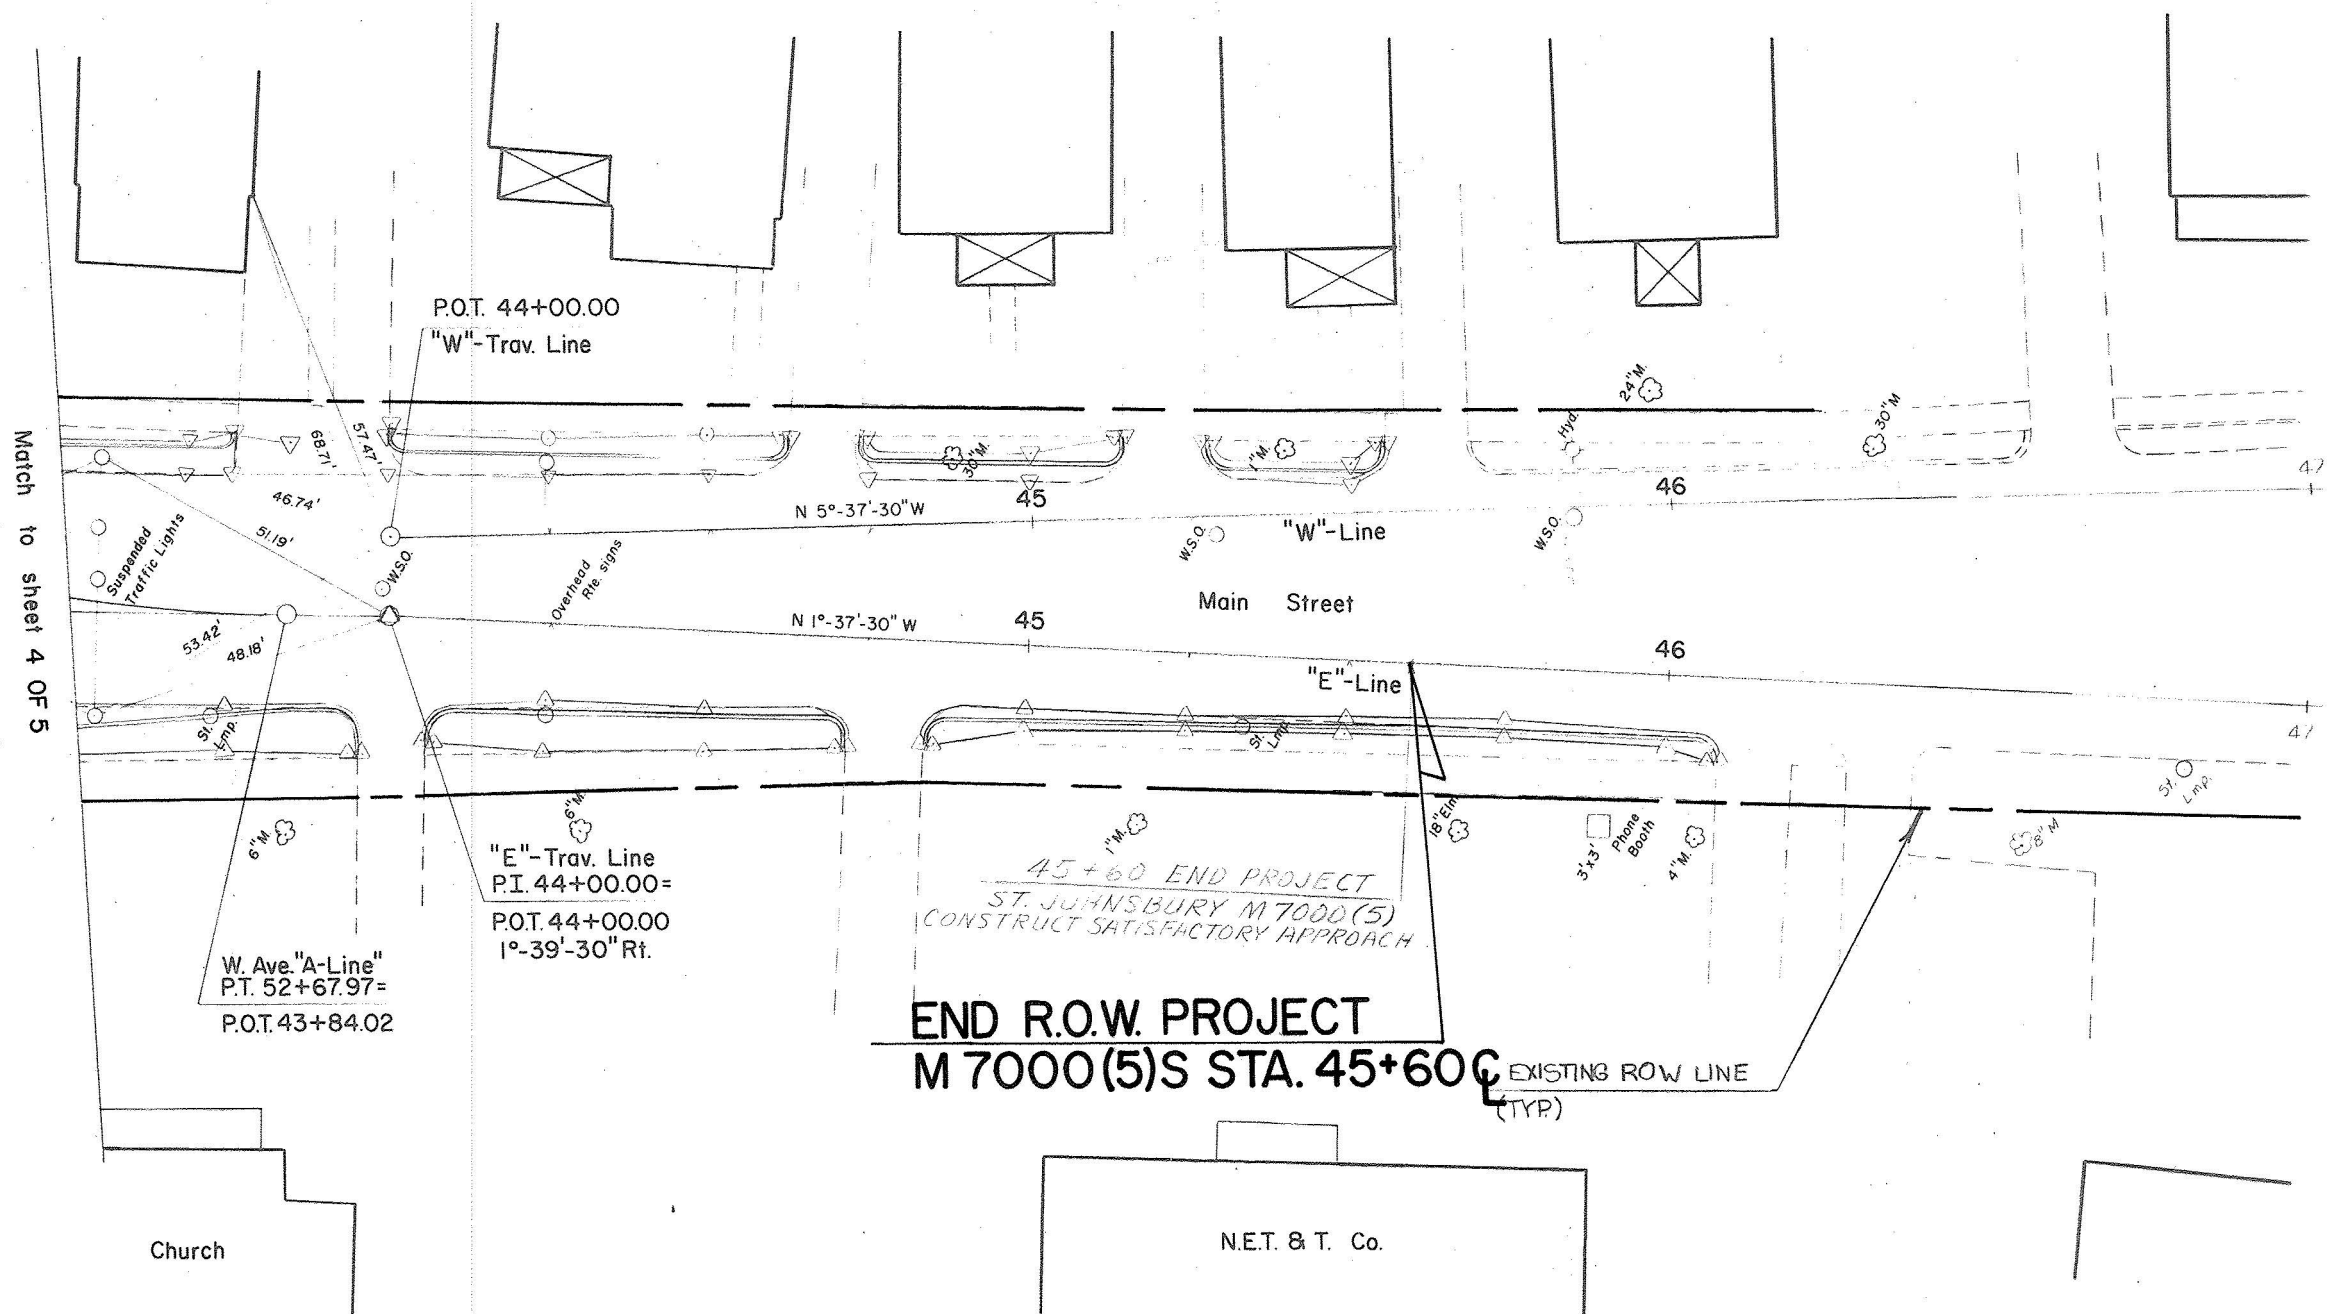 Match to sheet 4 OF 5
P.O.T. 44+00.00
"W"-Trav. Line
68.71'
57.47'
46.74'
51.19'
Suspended
Traffic Lights
W.S.O.
Overhead
Rte. signs
53.42'
48.18'
N 5°-37'-30" W
45
30"M.
1"M.
Hyd.
24"M.
30"M
46
47
W.S.O.
"W"-Line
W.S.O.
Main Street
N 1°-37'-30" W
45
"E"-Line
46
47
St.
Lmp.
St.
Lmp.
St.
Lmp.
6"M.
6"M.
1"M.
18"Elm
3'x3'
Phone
Booth
4"M.
8"M
"E"-Trav. Line
P.I. 44+00.00=
P.O.T. 44+00.00
1°-39'-30" Rt.
W. Ave."A-Line"
P.T. 52+67.97=
P.O.T. 43+84.02
45+60 END PROJECT
ST. JOHNSBURY M7000(5)
CONSTRUCT SATISFACTORY APPROACH
END R.O.W. PROJECT
M 7000(5)S STA. 45+60 ℄
EXISTING ROW LINE
(TYP.)
Church
N.E.T. & T. Co.